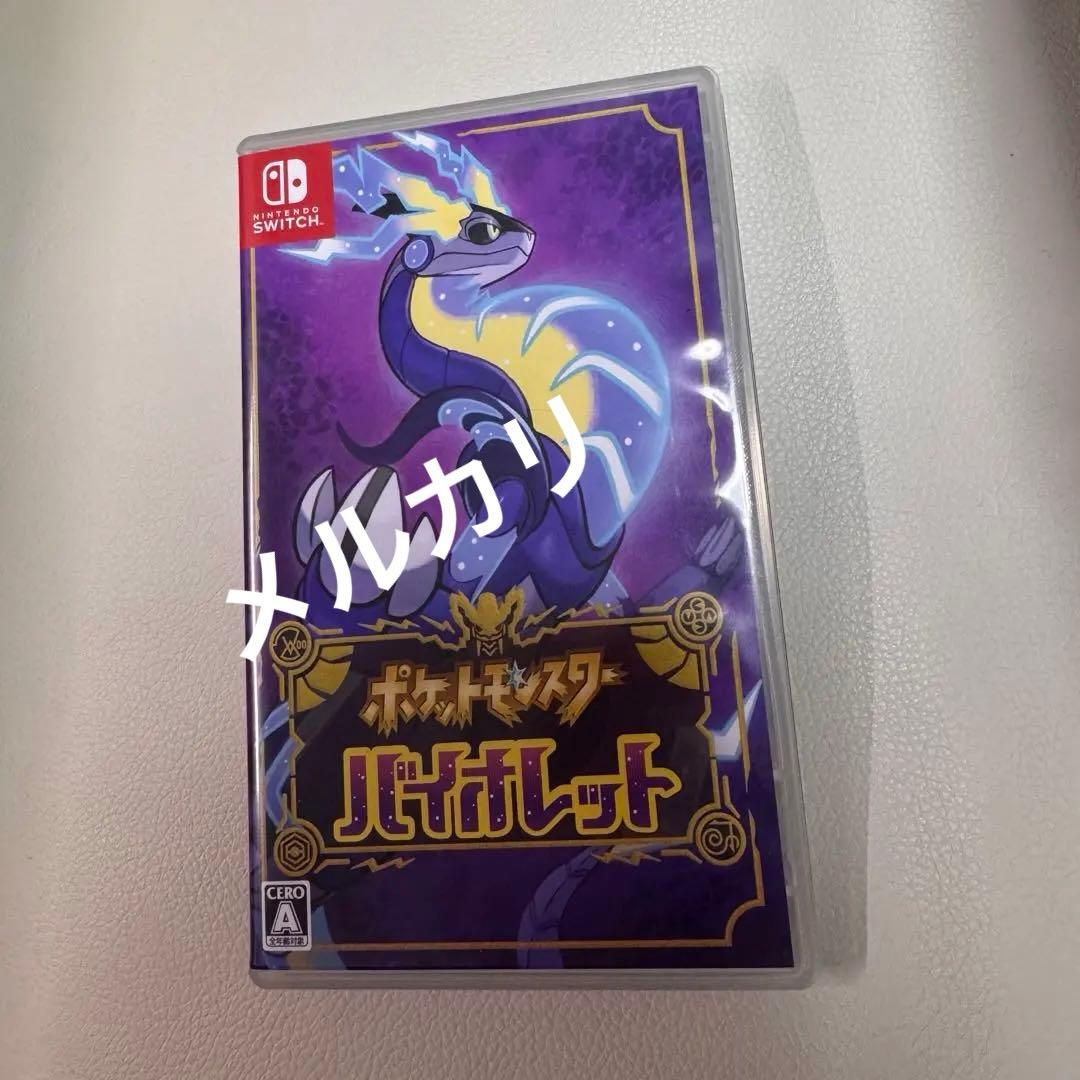 NINTENDO
SWITCH
メルカリ
ポケットモンスター
バイオレット
CERO
A
全年齢対象